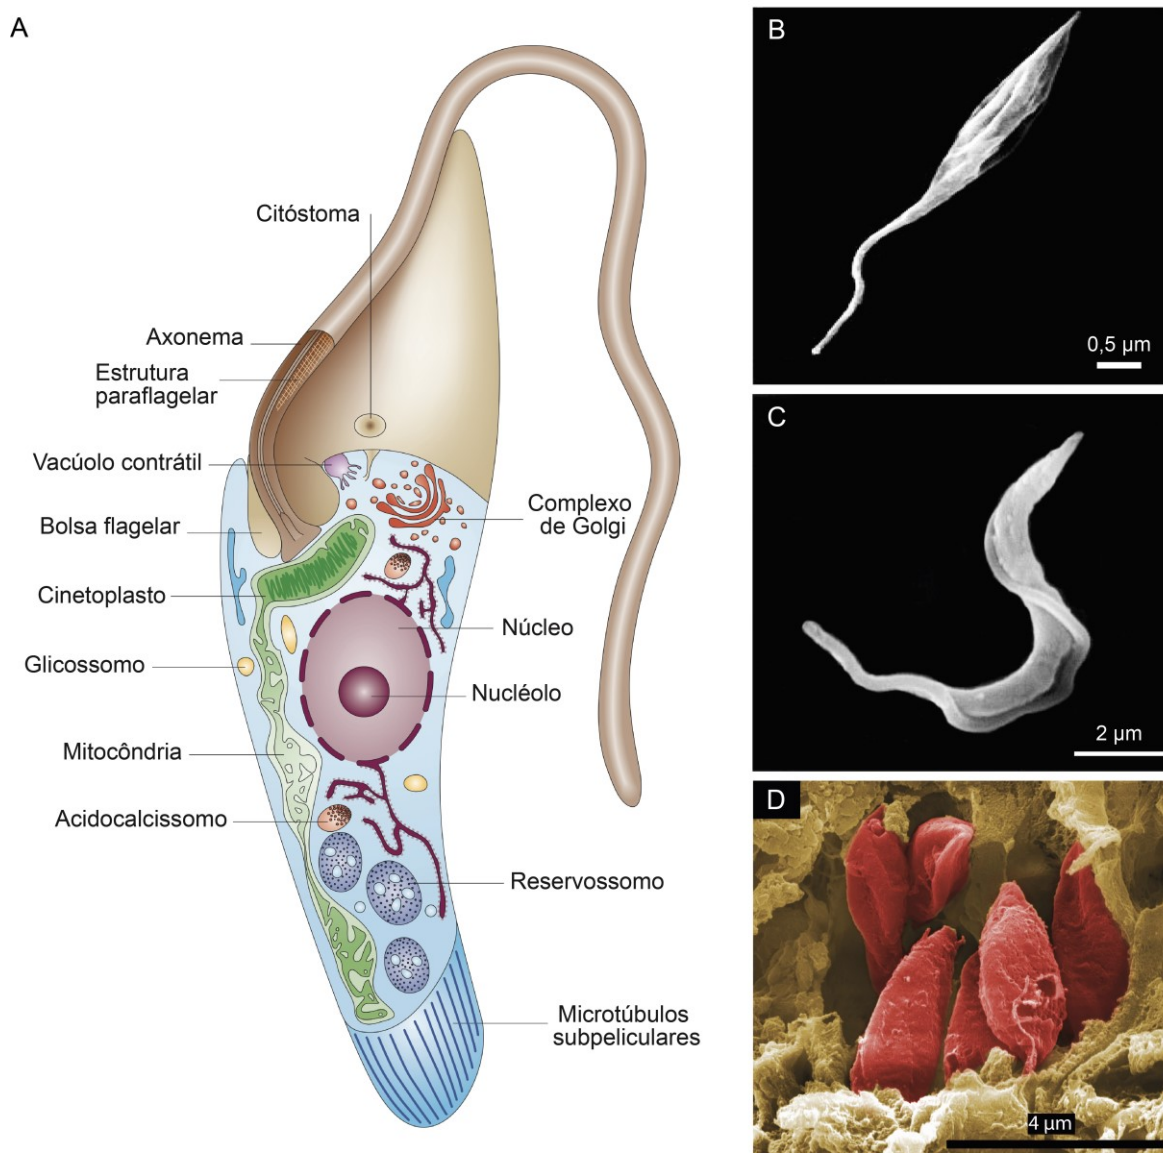 A
Citóstoma
Axonema
Estrutura
paraflagelar
Vacúolo contrátil
Bolsa flagelar
Cinetoplasto
Glicossomo
Mitocôndria
Acidocalcissomo
Complexo
de Golgi
Núcleo
Nucléolo
Reservossomo
Microtúbulos
subpeliculares
B
0,5 µm
C
2 µm
D
4 µm